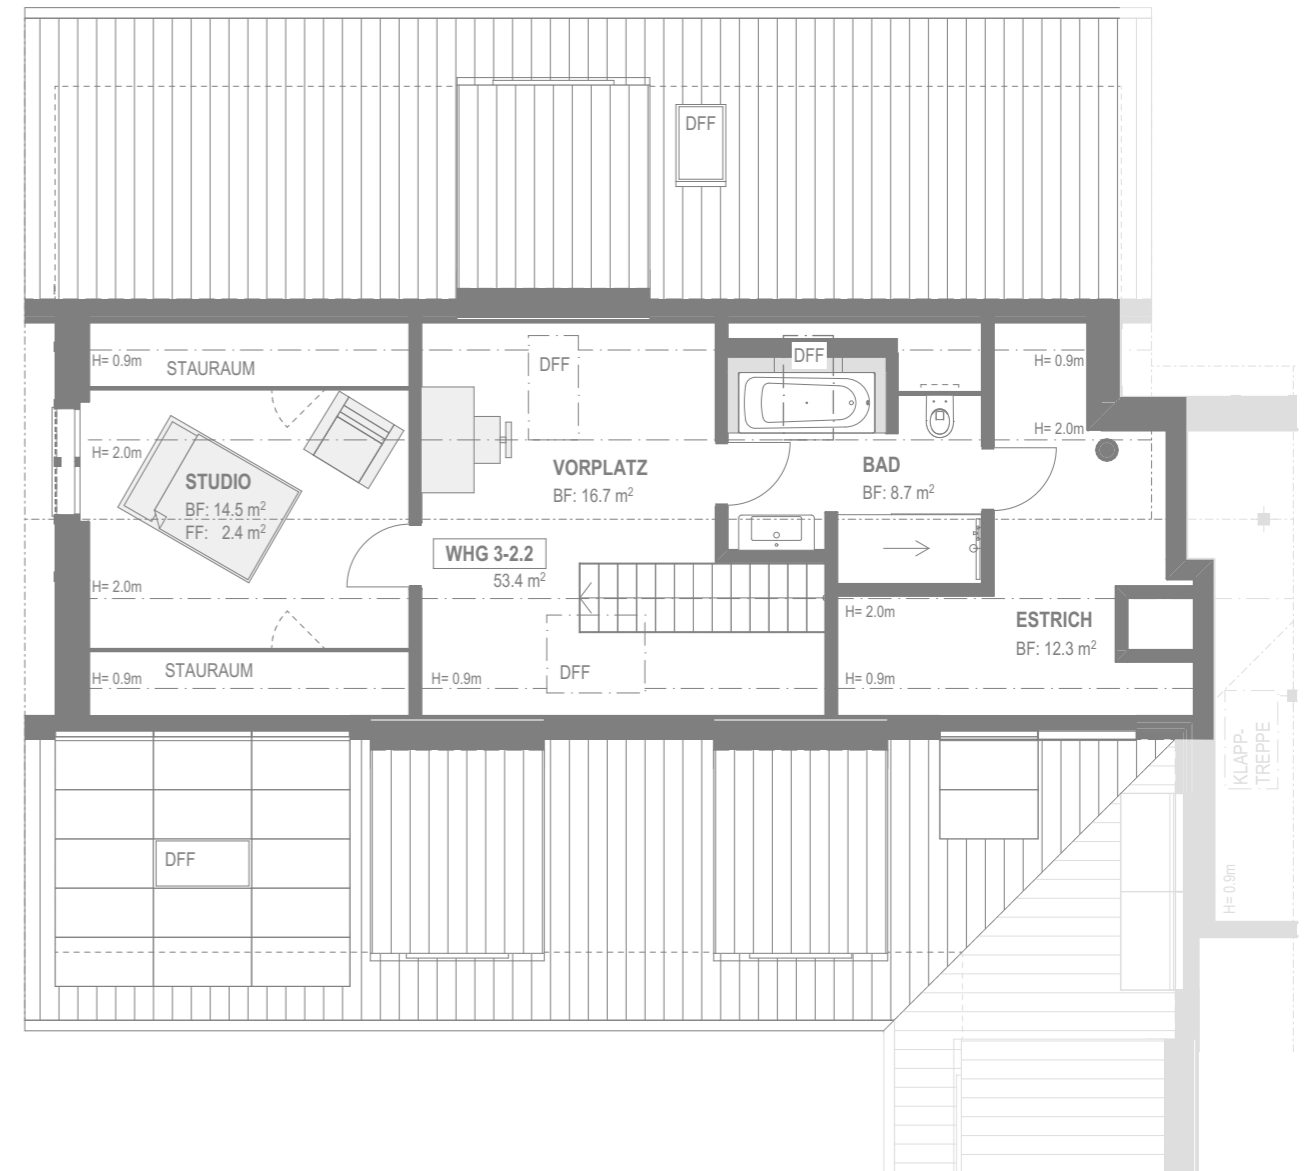 DFF
H= 0.9m
STAURAUM
DFF
DFF
H= 0.9m
H= 2.0m
H= 2.0m
STUDIO
BF: 14.5 m²
FF: 2.4 m²
VORPLATZ
BF: 16.7 m²
BAD
BF: 8.7 m²
WHG 3-2.2
53.4 m²
H= 2.0m
H= 2.0m
ESTRICH
BF: 12.3 m²
H= 0.9m
STAURAUM
H= 0.9m
DFF
H= 0.9m
KLAPP-
TREPPE
DFF
H= 0.9m